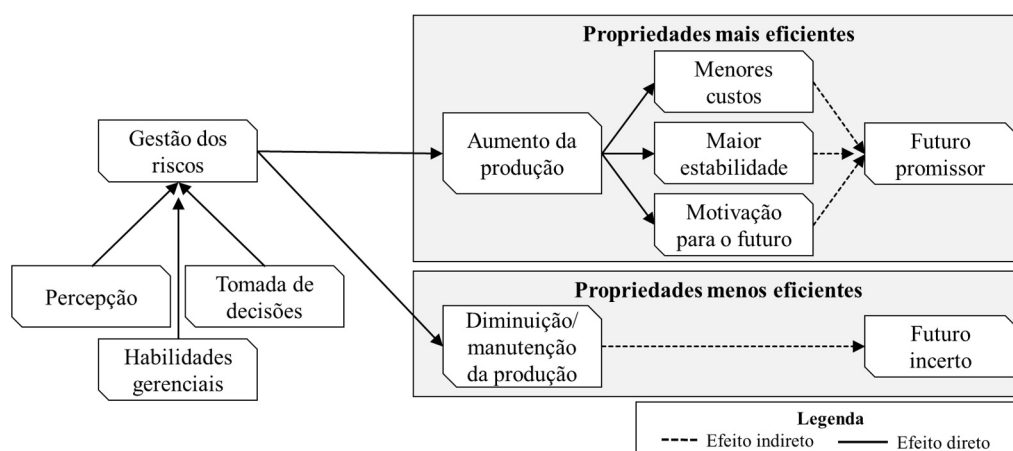 Propriedades mais eficientes
Menores
custos
Gestão dos
riscos
Aumento da
produção
Maior
estabilidade
Futuro
promissor
Motivação
para o futuro
Percepção
Tomada de
decisões
Habilidades
gerenciais
Propriedades menos eficientes
Diminuição/
manutenção
da produção
Futuro
incerto
Legenda
Efeito indireto
Efeito direto